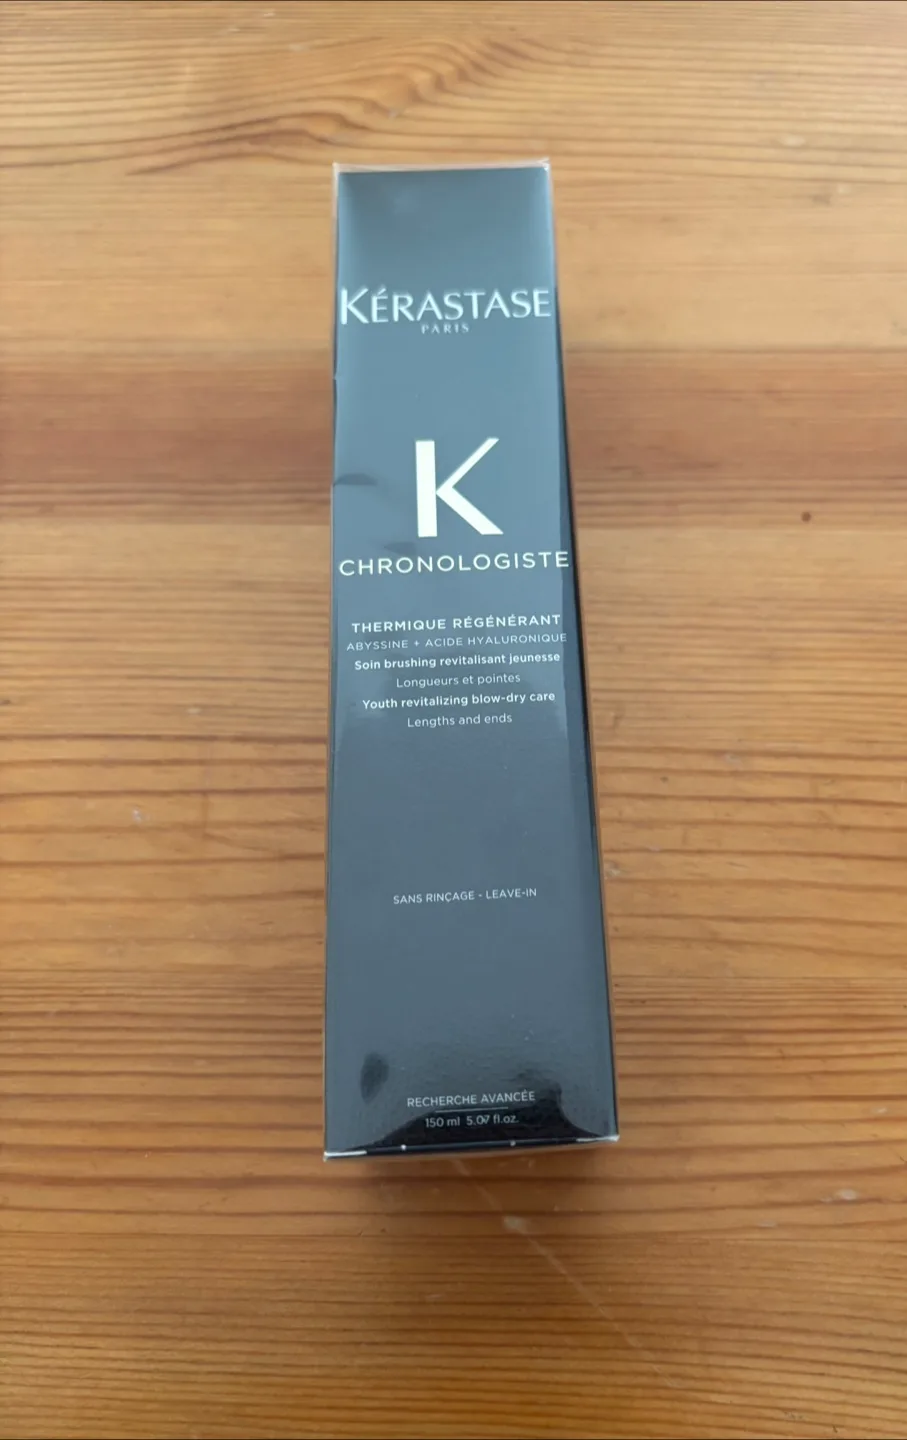 KÉRASTASE
PARIS
K
CHRONOLOGISTE
THERMIQUE RÉGÉNÉRANT
ABYSSINE + ACIDE HYALURONIQUE
Soin brushing revitalisant jeunesse
Longueurs et pointes
Youth revitalizing blow-dry care
Lengths and ends
SANS RINÇAGE - LEAVE-IN
RECHERCHE AVANCÉE
150 ml 5.07 fl.oz.